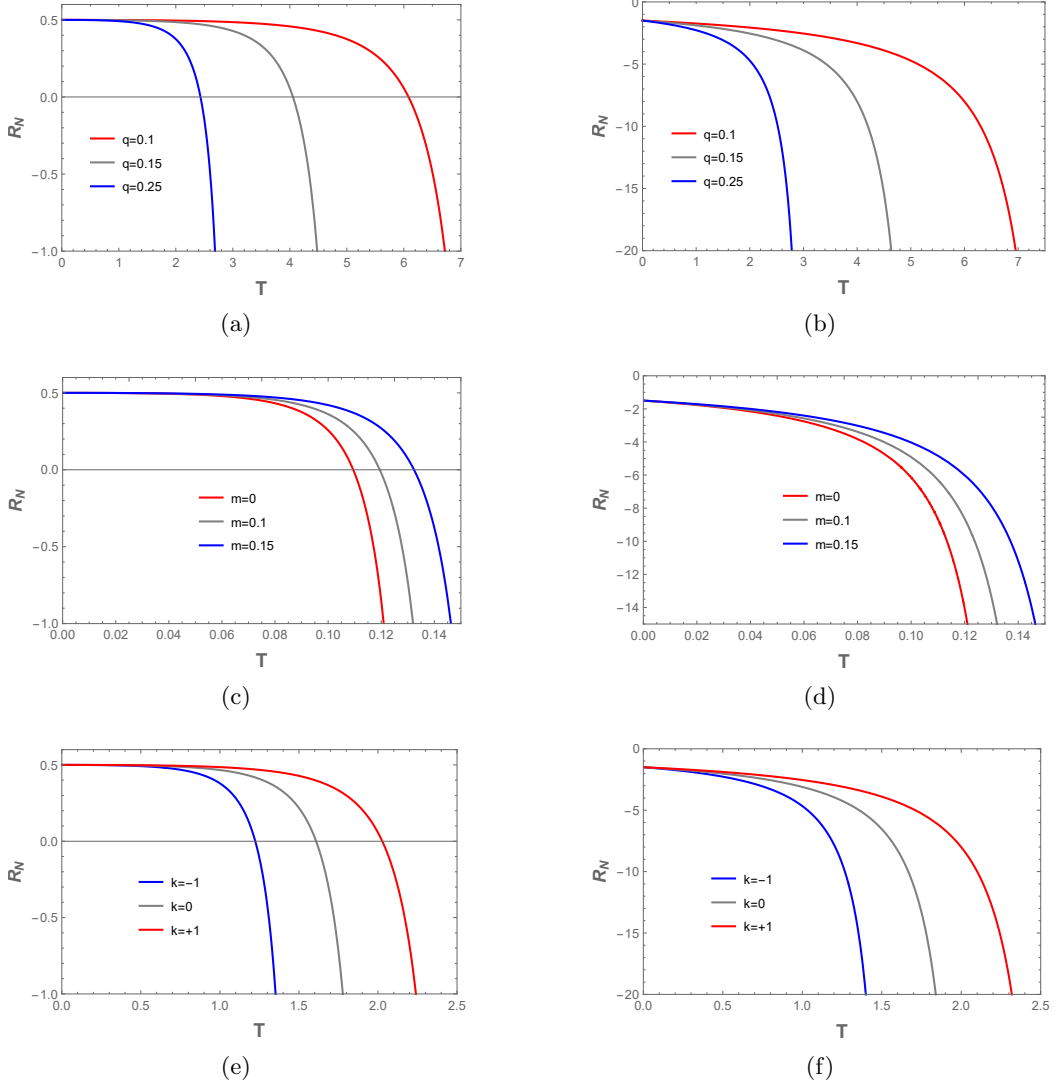 0.5
0.0
−0.5
−1.0
R_N
q=0.1
q=0.15
q=0.25
0 1 2 3 4 5 6 7
T
(a)
0
−5
−10
−15
−20
R_N
q=0.1
q=0.15
q=0.25
0 1 2 3 4 5 6 7
T
(b)
0.5
0.0
−0.5
−1.0
R_N
m=0
m=0.1
m=0.15
0.00 0.02 0.04 0.06 0.08 0.10 0.12 0.14
T
(c)
0
−2
−4
−6
−8
−10
−12
−14
R_N
m=0
m=0.1
m=0.15
0.00 0.02 0.04 0.06 0.08 0.10 0.12 0.14
T
(d)
0.5
0.0
−0.5
−1.0
R_N
k=−1
k=0
k=+1
0.0 0.5 1.0 1.5 2.0 2.5
T
(e)
0
−5
−10
−15
−20
R_N
k=−1
k=0
k=+1
0.0 0.5 1.0 1.5 2.0 2.5
T
(f)